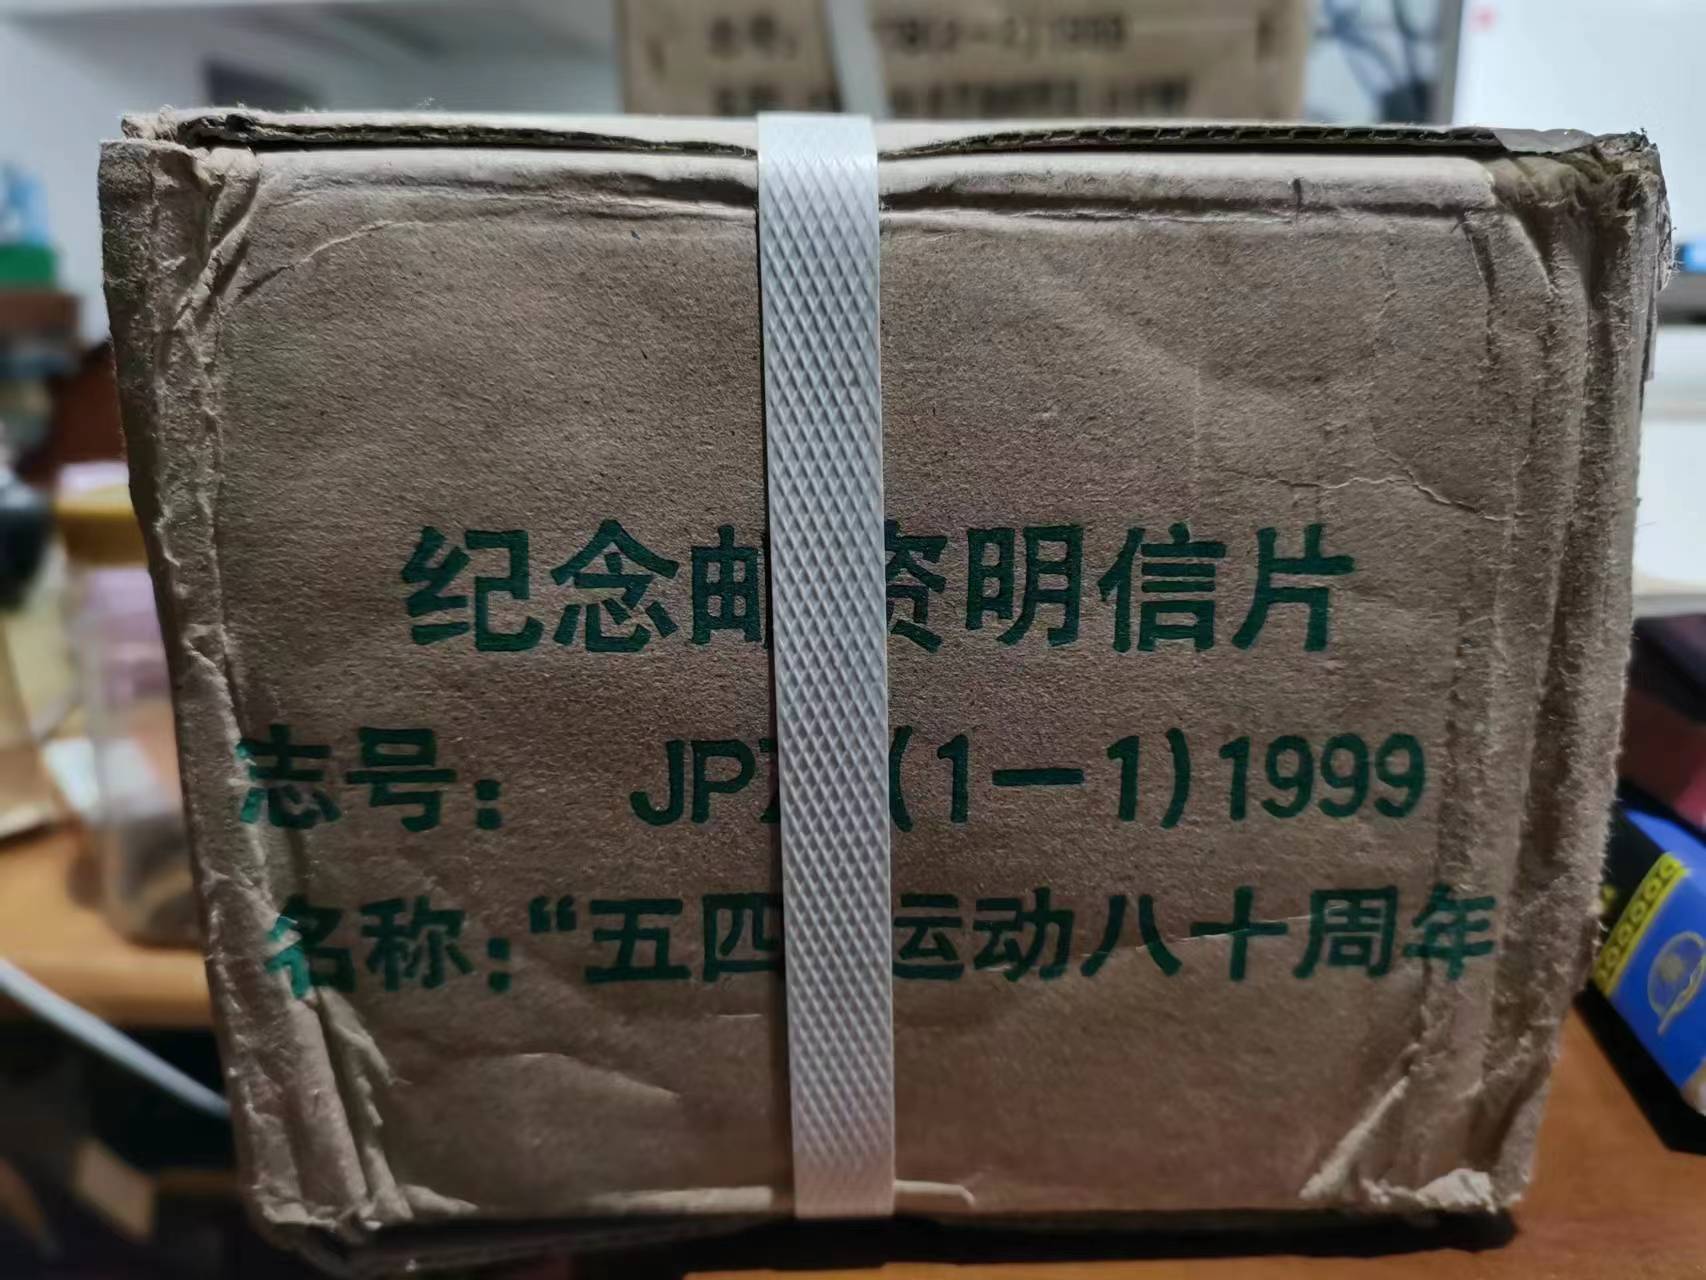 纪念邮资明信片
志号： JP7 (1—1)1999
名称：“五四 运动八十周年